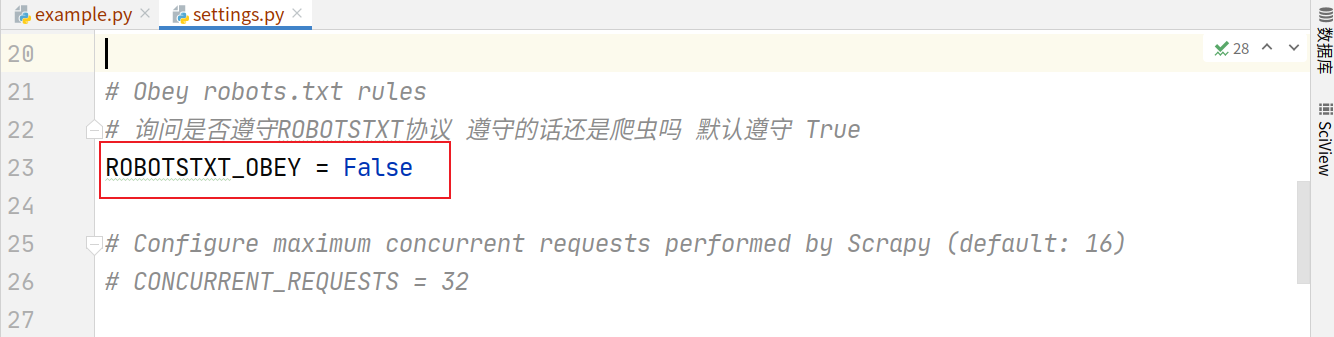 example.py
settings.py
20
28
21 # Obey robots.txt rules
22 # 询问是否遵守ROBOTSTXT协议 遵守的话还是爬虫吗 默认遵守 True
23 ROBOTSTXT_OBEY = False
24
25 # Configure maximum concurrent requests performed by Scrapy (default: 16)
26 # CONCURRENT_REQUESTS = 32
27
数据库
SciView